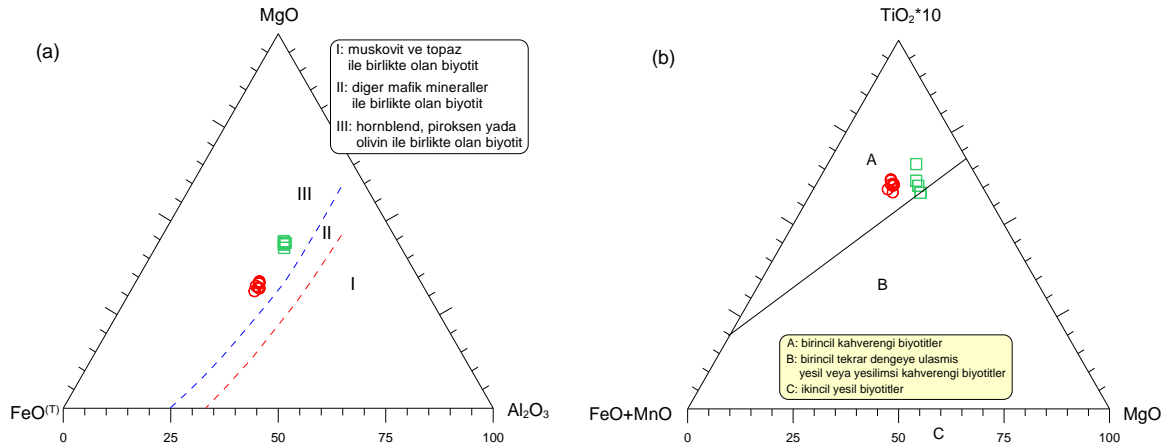 (a)
MgO
I: muskovit ve topaz
ile birlikte olan biyotit
II: diger mafik mineraller
ile birlikte olan biyotit
III: hornblend, piroksen yada
olivin ile birlikte olan biyotit
III
II
I
FeO(T)
Al2O3
0
25
50
75
100
(b)
TiO2*10
A
B
A: birincil kahverengi biyotitler
B: birincil tekrar dengeye ulasmis
yesil veya yesilimsi kahverengi biyotitler
C: ikincil yesil biyotitler
FeO+MnO
MgO
0
25
50
75
100
C